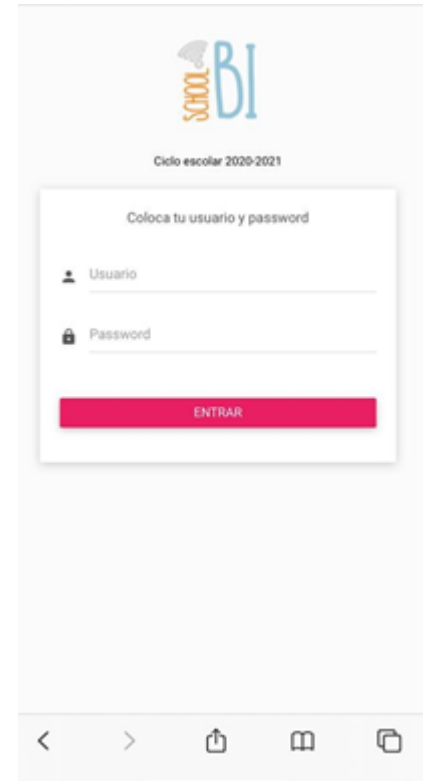 SCHOOL
BI
Ciclo escolar 2020-2021
Coloca tu usuario y password
Usuario
Password
ENTRAR